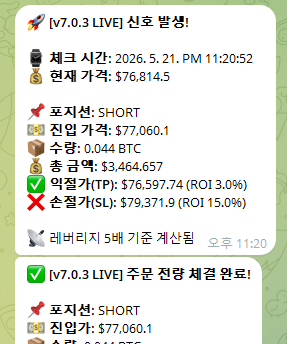 🚀 [v7.0.3 LIVE] 신호 발생!
⌚ 체크 시간: 2026. 5. 21. PM 11:20:52
💰 현재 가격: $76,814.5
📌 포지션: SHORT
💵 진입 가격: $77,060.1
📦 수량: 0.044 BTC
💰 총 금액: $3,464.657
✅ 익절가(TP): $76,597.74 (ROI 3.0%)
❌ 손절가(SL): $79,371.9 (ROI 15.0%)
📡 레버리지 5배 기준 계산됨
오후 11:20
✅ [v7.0.3 LIVE] 주문 전량 체결 완료!
📌 포지션: SHORT
💵 진입가: $77,060.1
📦 수량: 0.044 BTC